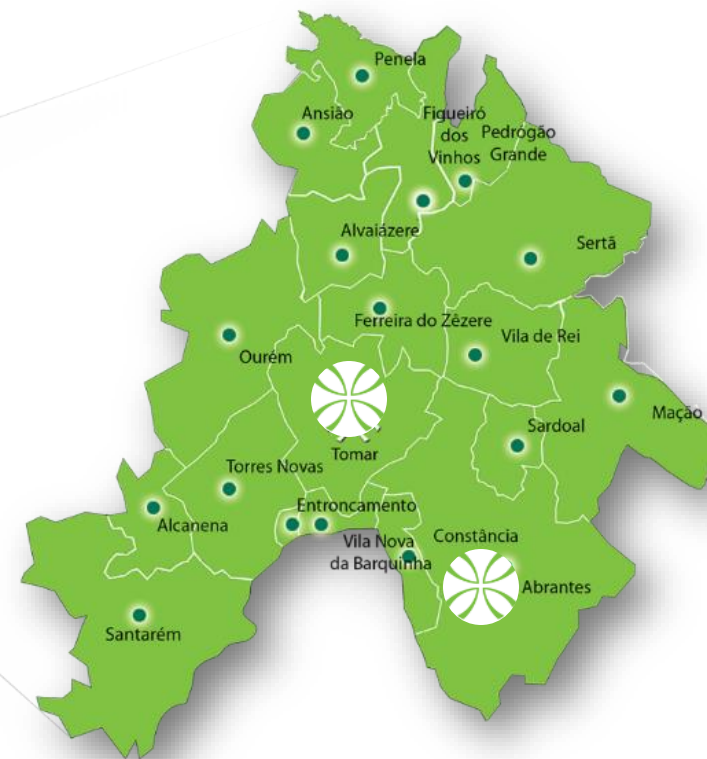 Penela
Ansião
Figueiró
dos
Vinhos
Pedrógão
Grande
Alvaiázere
Sertã
Ferreira do Zêzere
Vila de Rei
Ourém
Mação
Sardoal
Tomar
Torres Novas
Entroncamento
Alcanena
Constância
Vila Nova
da Barquinha
Abrantes
Santarém